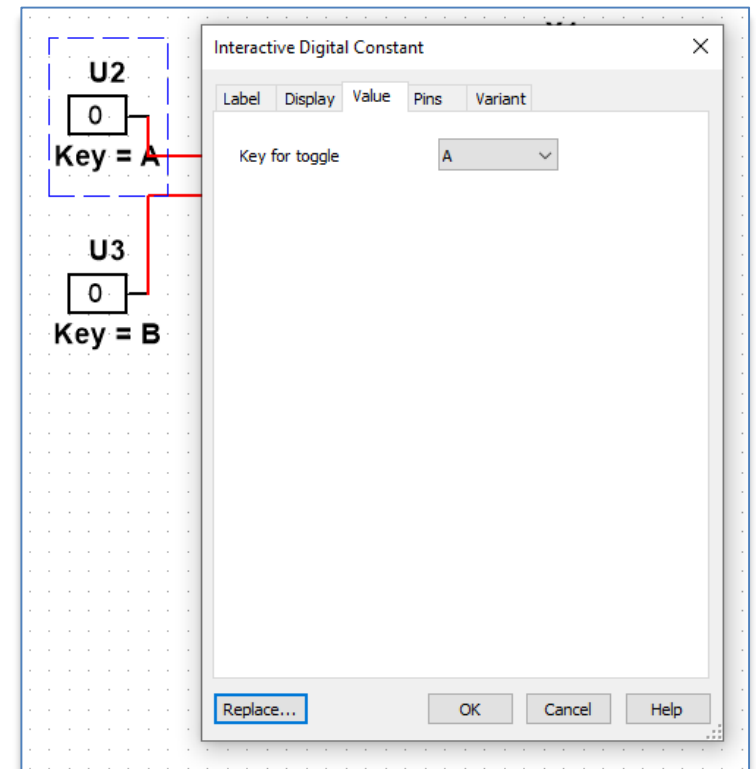 U2
0
Key = A
U3
0
Key = B
Interactive Digital Constant
Label Display Value Pins Variant
Key for toggle A
Replace... OK Cancel Help